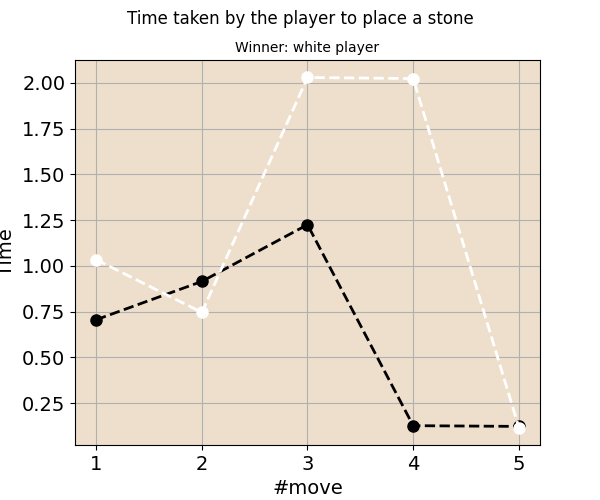 Time taken by the player to place a stone
Winner: white player
2.00
1.75
1.50
1.25
1.00
0.75
0.50
0.25
Time
1 2 3 4 5
#move